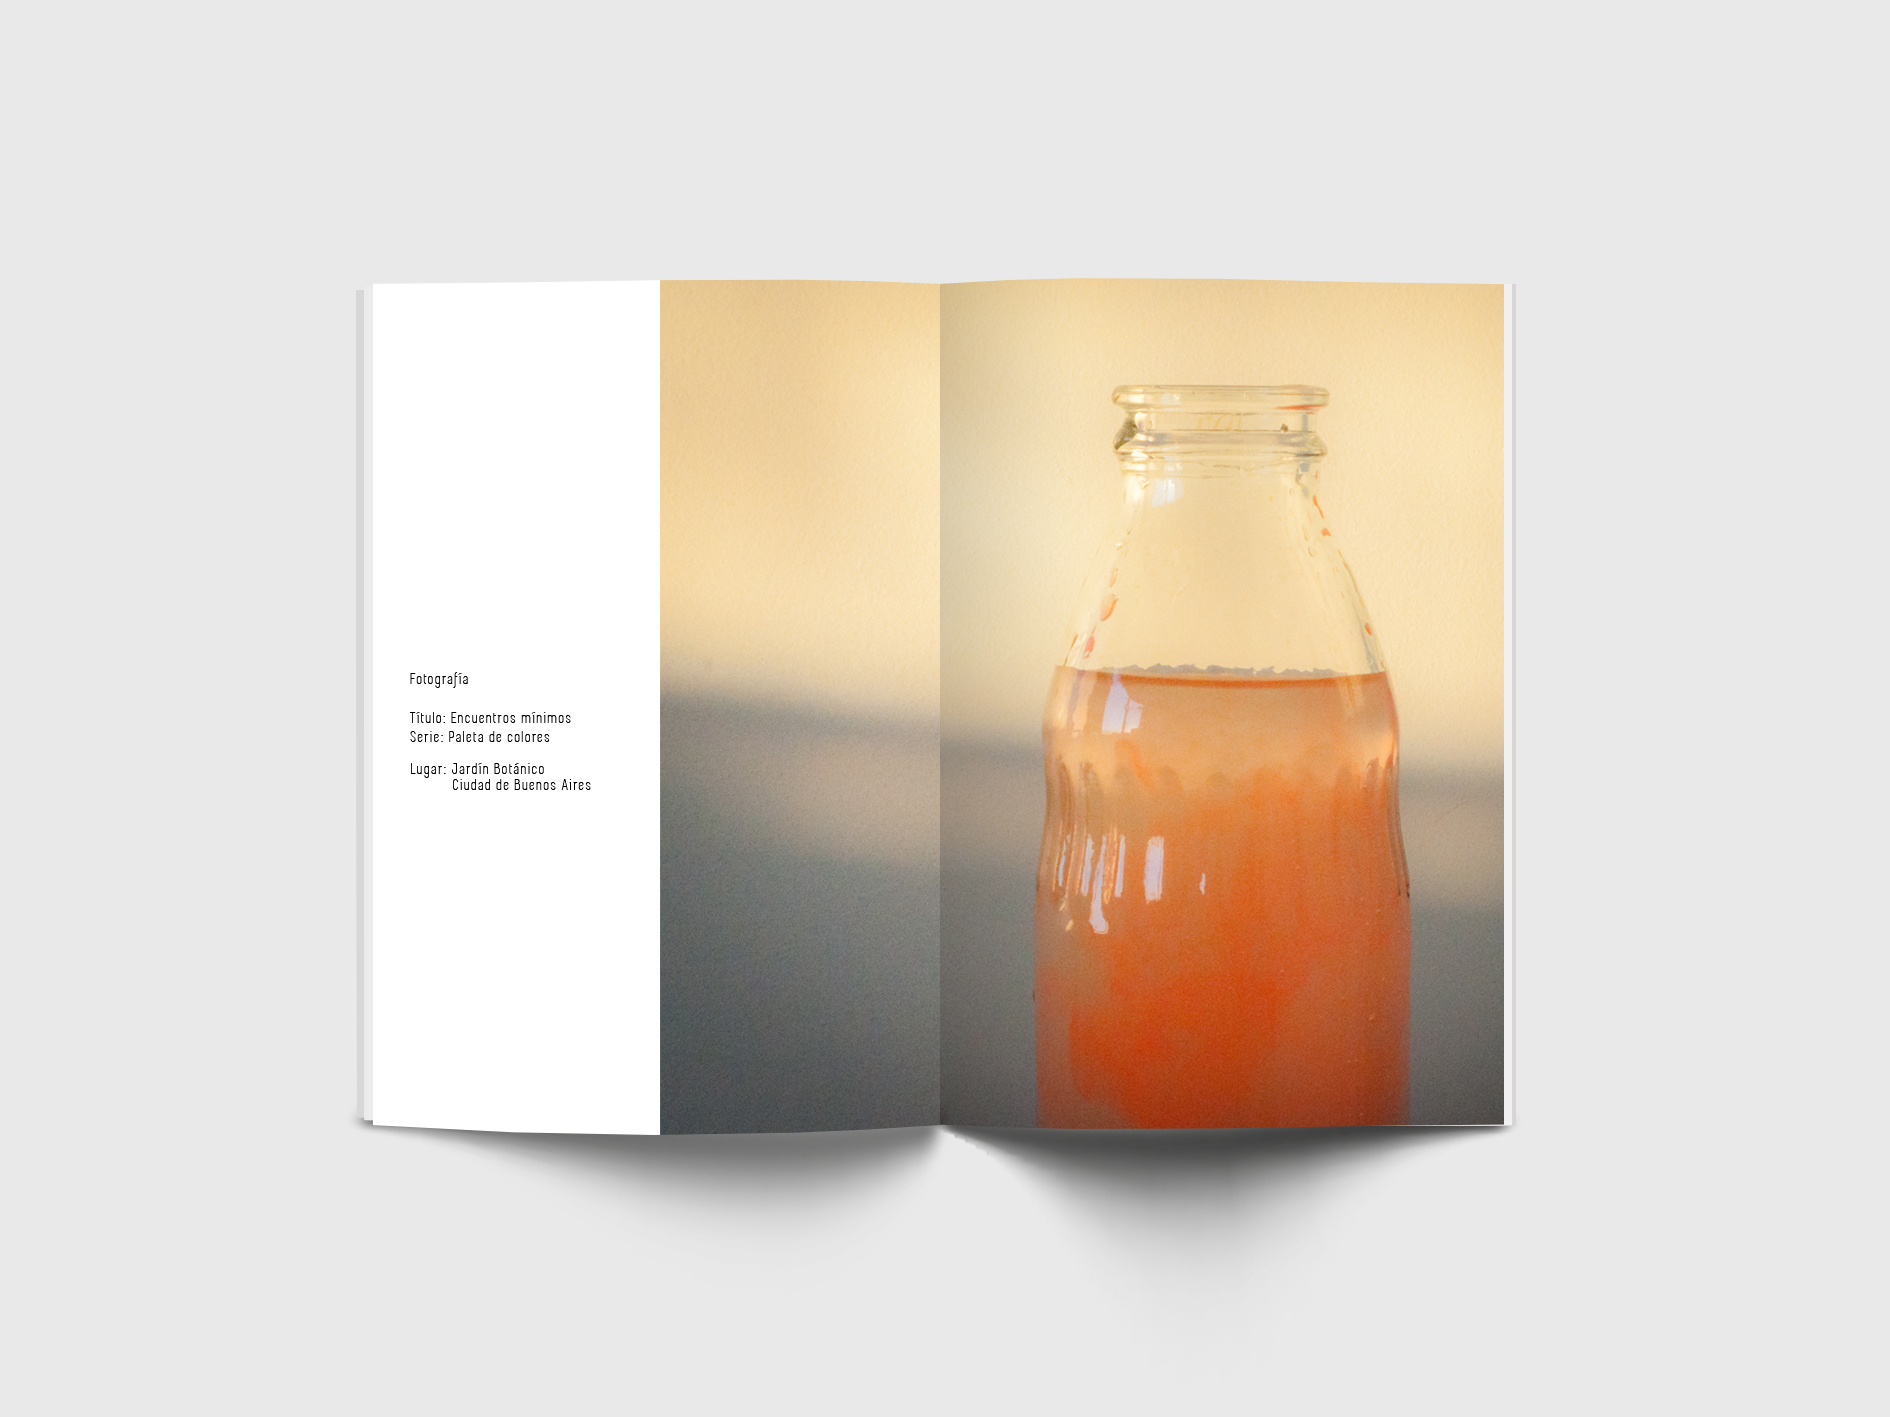 Fotografía
Título: Encuentros mínimos
Serie: Paleta de colores
Lugar: Jardín Botánico
Ciudad de Buenos Aires